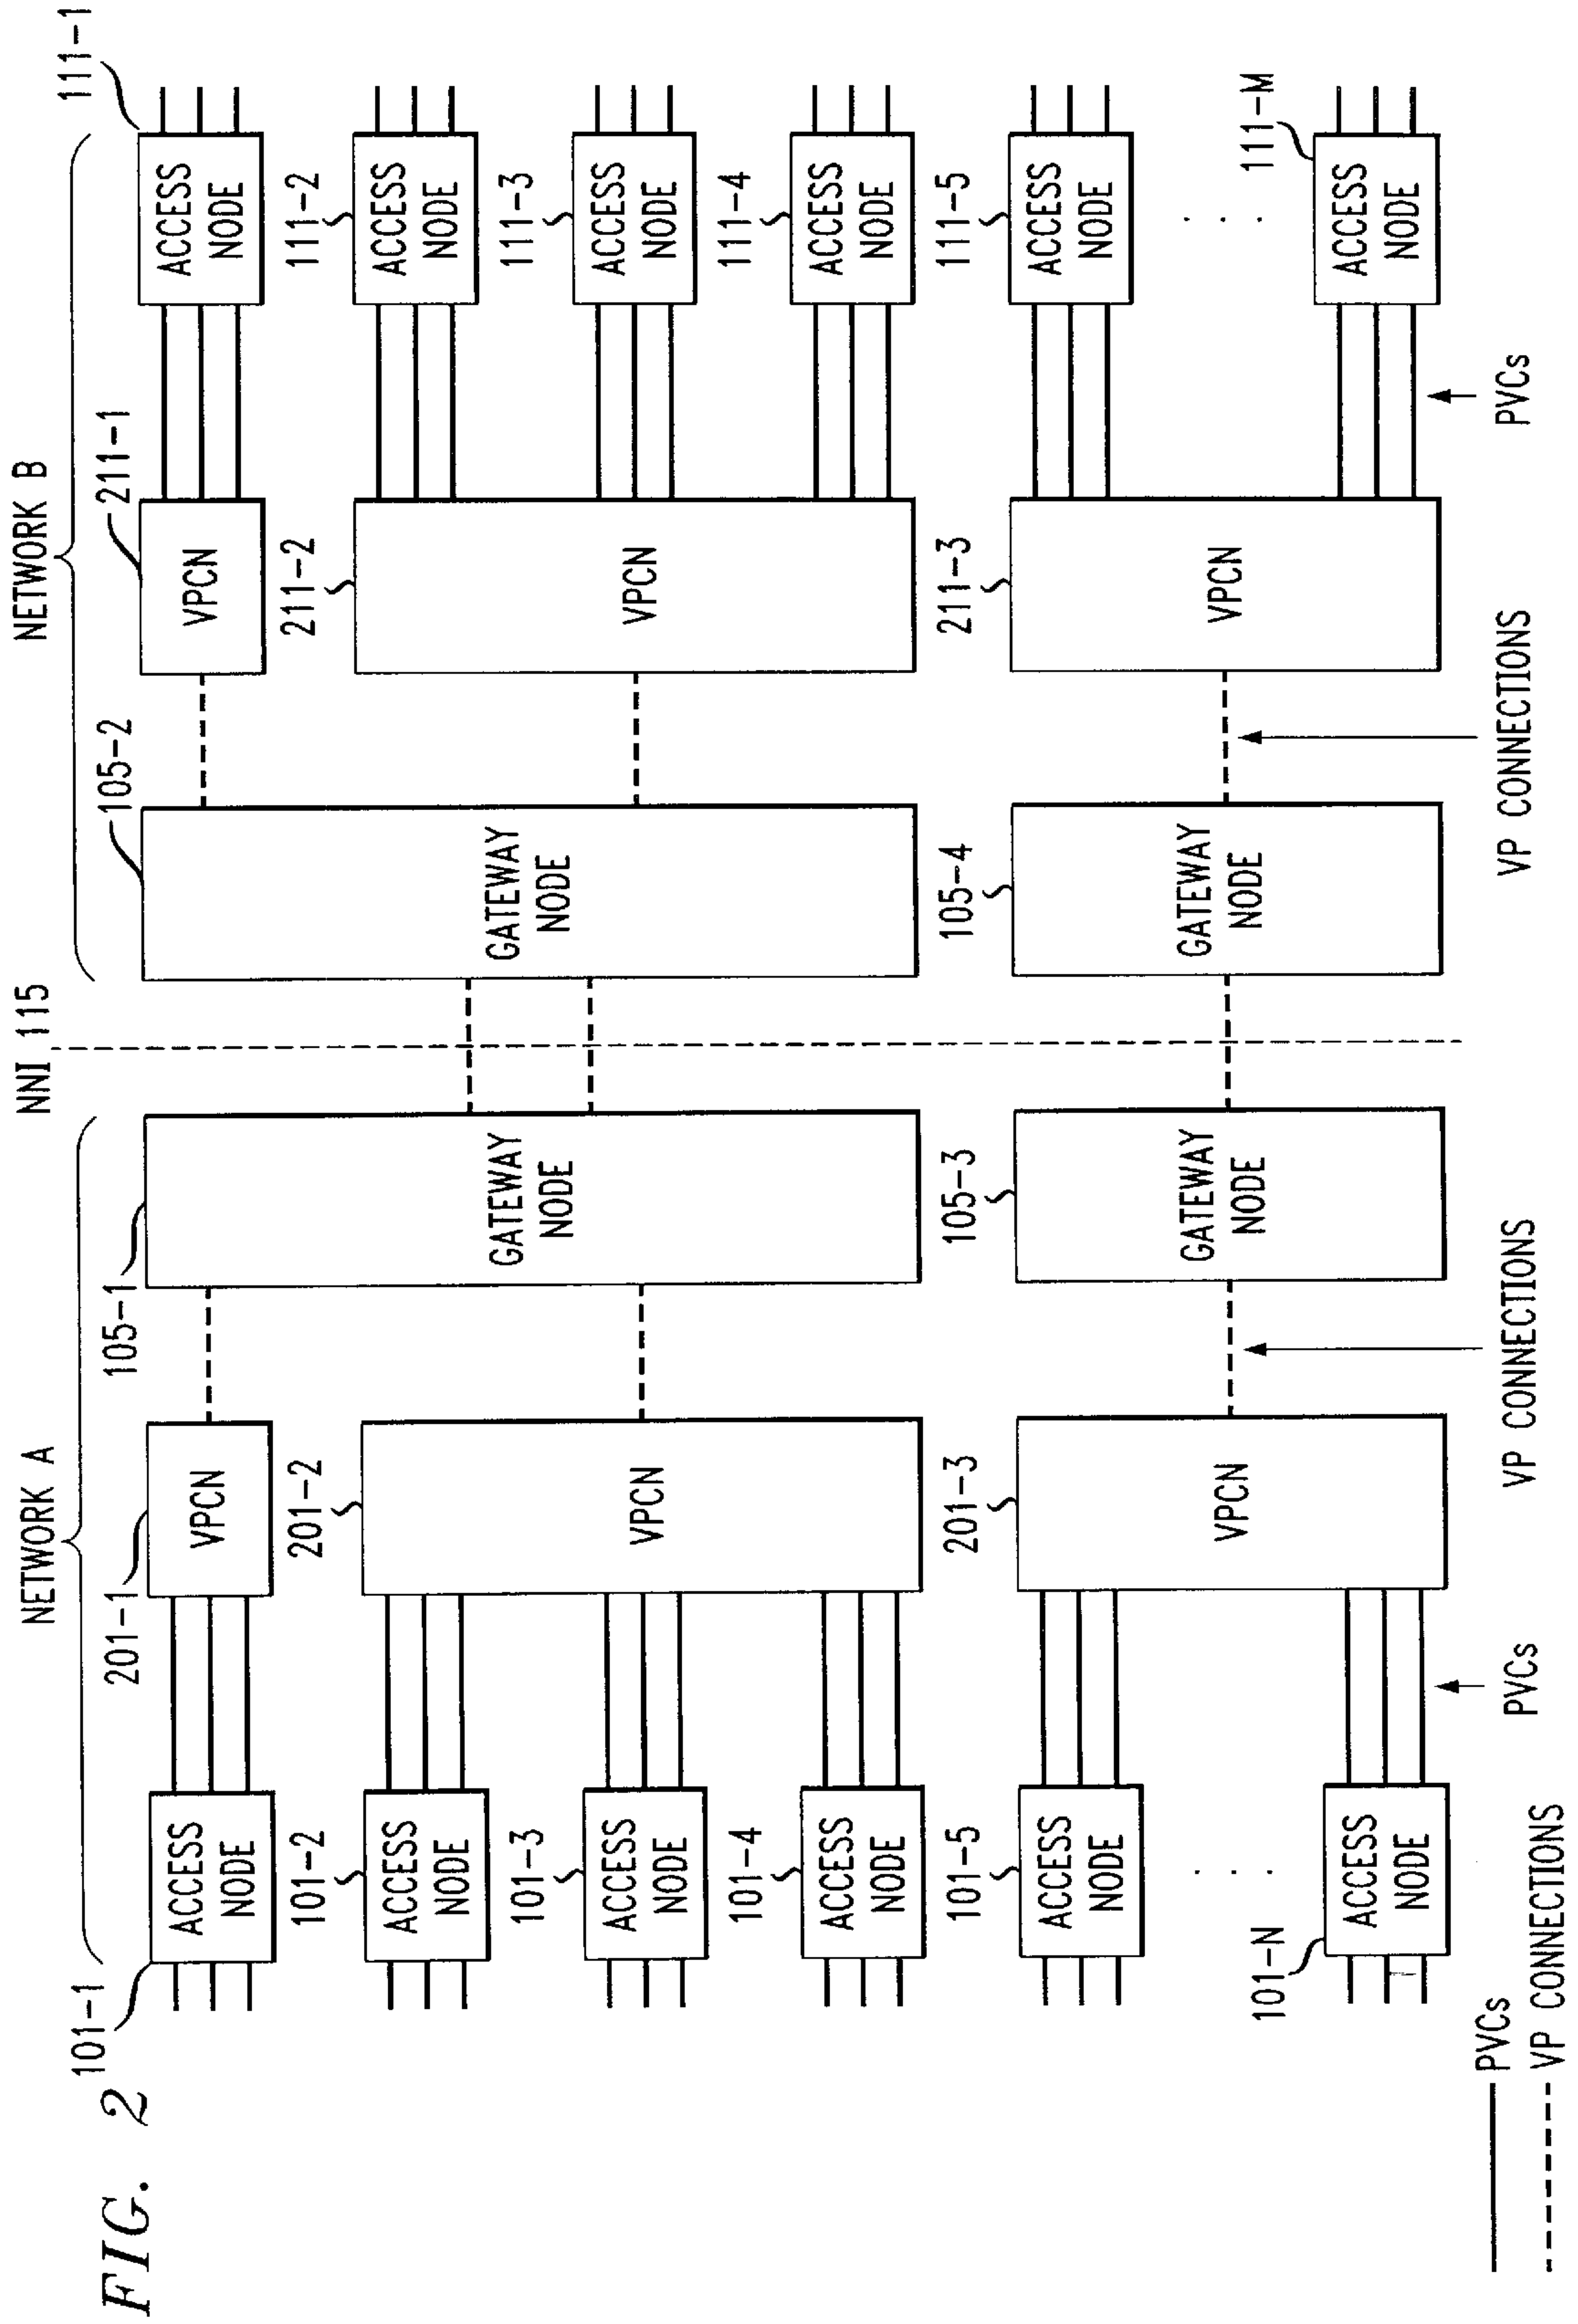 FIG. 2
NETWORK A
NNI 115
NETWORK B
101-1
201-1
105-1
105-2
211-1
111-1
ACCESS
NODE
VPCN
GATEWAY
NODE
GATEWAY
NODE
VPCN
ACCESS
NODE
101-2
201-2
211-2
111-2
ACCESS
NODE
VPCN
VPCN
ACCESS
NODE
101-3
111-3
ACCESS
NODE
ACCESS
NODE
101-4
111-4
ACCESS
NODE
ACCESS
NODE
101-5
201-3
105-3
105-4
211-3
111-5
ACCESS
NODE
VPCN
GATEWAY
NODE
GATEWAY
NODE
VPCN
ACCESS
NODE
101-N
111-M
ACCESS
NODE
ACCESS
NODE
PVCs
VP CONNECTIONS
VP CONNECTIONS
PVCs
PVCs
VP CONNECTIONS